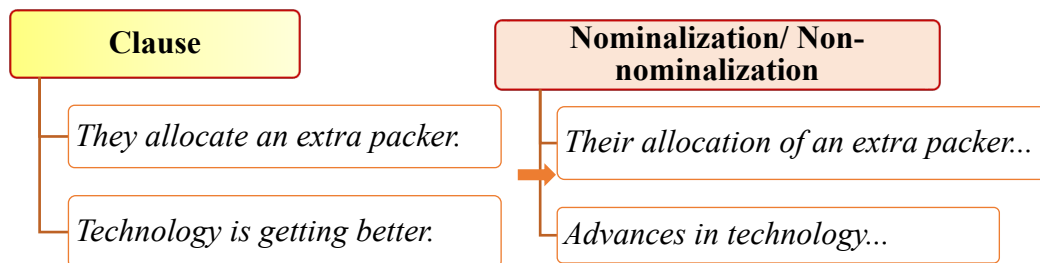 Clause
They allocate an extra packer.
Technology is getting better.
Nominalization/ Non-
nominalization
Their allocation of an extra packer...
Advances in technology...